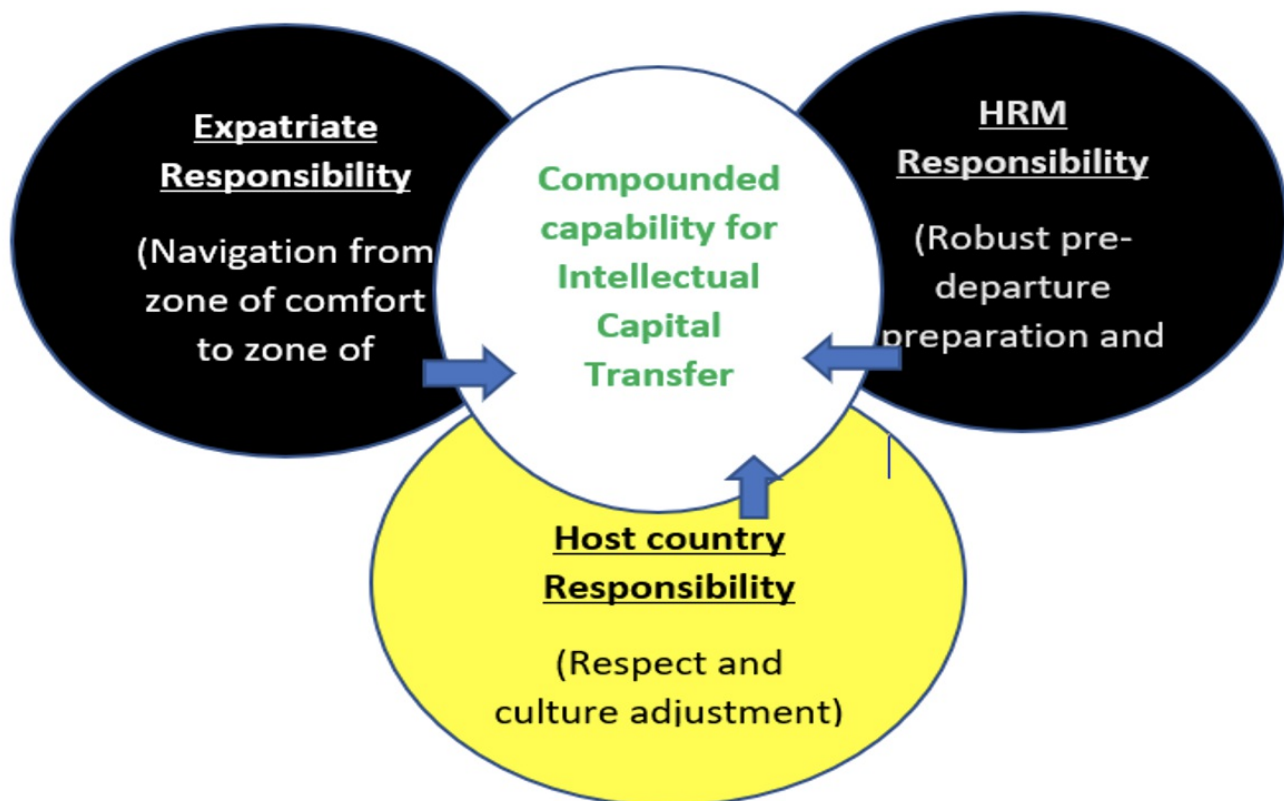 Expatriate
Responsibility
(Navigation from
zone of comfort
to zone of
Compounded
capability for
Intellectual
Capital
Transfer
HRM
Responsibility
(Robust pre-
departure
preparation and
Host country
Responsibility
(Respect and
culture adjustment)